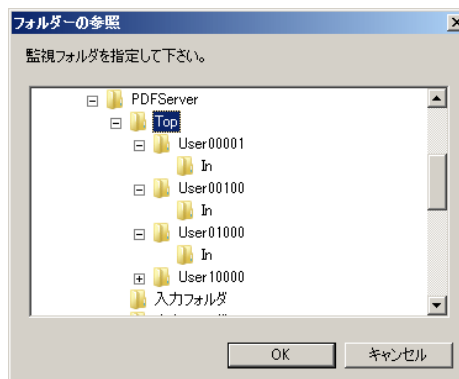 フォルダーの参照
監視フォルダを指定して下さい。
PDFServer
Top
User00001
In
User00100
In
User01000
In
User10000
入力フォルダ
OK
キャンセル